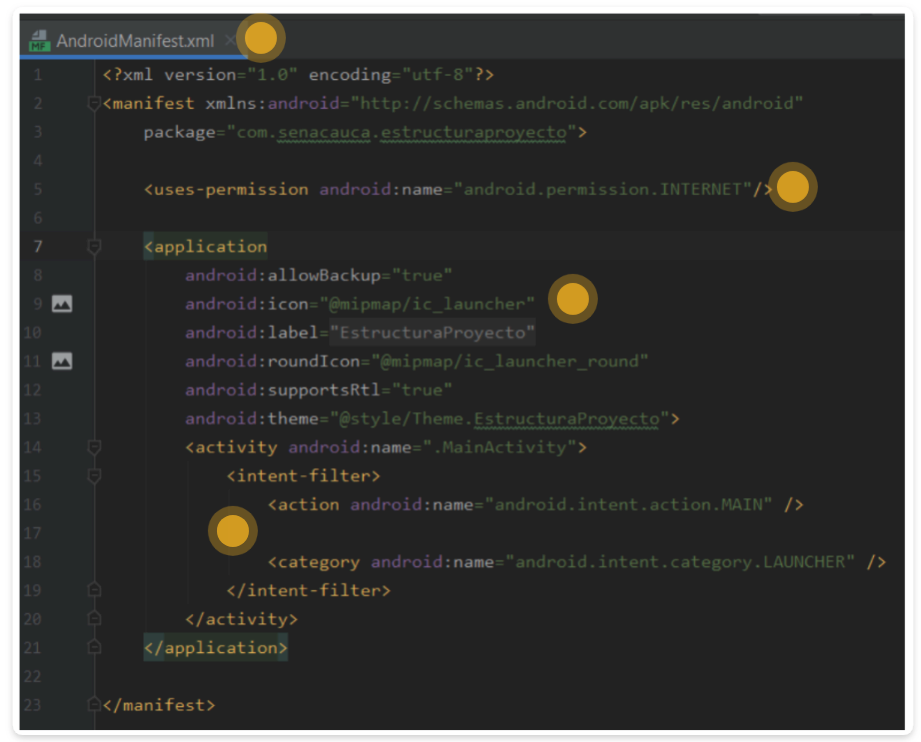 MF AndroidManifest.xml
1 <?xml version="1.0" encoding="utf-8"?>
2 <manifest xmlns:android="http://schemas.android.com/apk/res/android"
3 package="com.senacauca.estructuraproyecto">
4
5 <uses-permission android:name="android.permission.INTERNET"/>
6
7 <application
8 android:allowBackup="true"
9 android:icon="@mipmap/ic_launcher"
10 android:label="EstructuraProyecto"
11 android:roundIcon="@mipmap/ic_launcher_round"
12 android:supportsRtl="true"
13 android:theme="@style/Theme.EstructuraProyecto">
14 <activity android:name=".MainActivity">
15 <intent-filter>
16 <action android:name="android.intent.action.MAIN" />
17
18 <category android:name="android.intent.category.LAUNCHER" />
19 </intent-filter>
20 </activity>
21 </application>
22
23 </manifest>